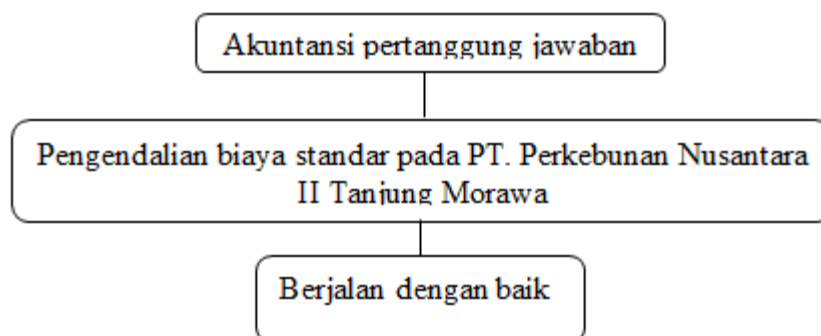 Akuntansi pertanggung jawaban
Pengendalian biaya standar pada PT. Perkebunan Nusantara
II Tanjung Morawa
Berjalan dengan baik